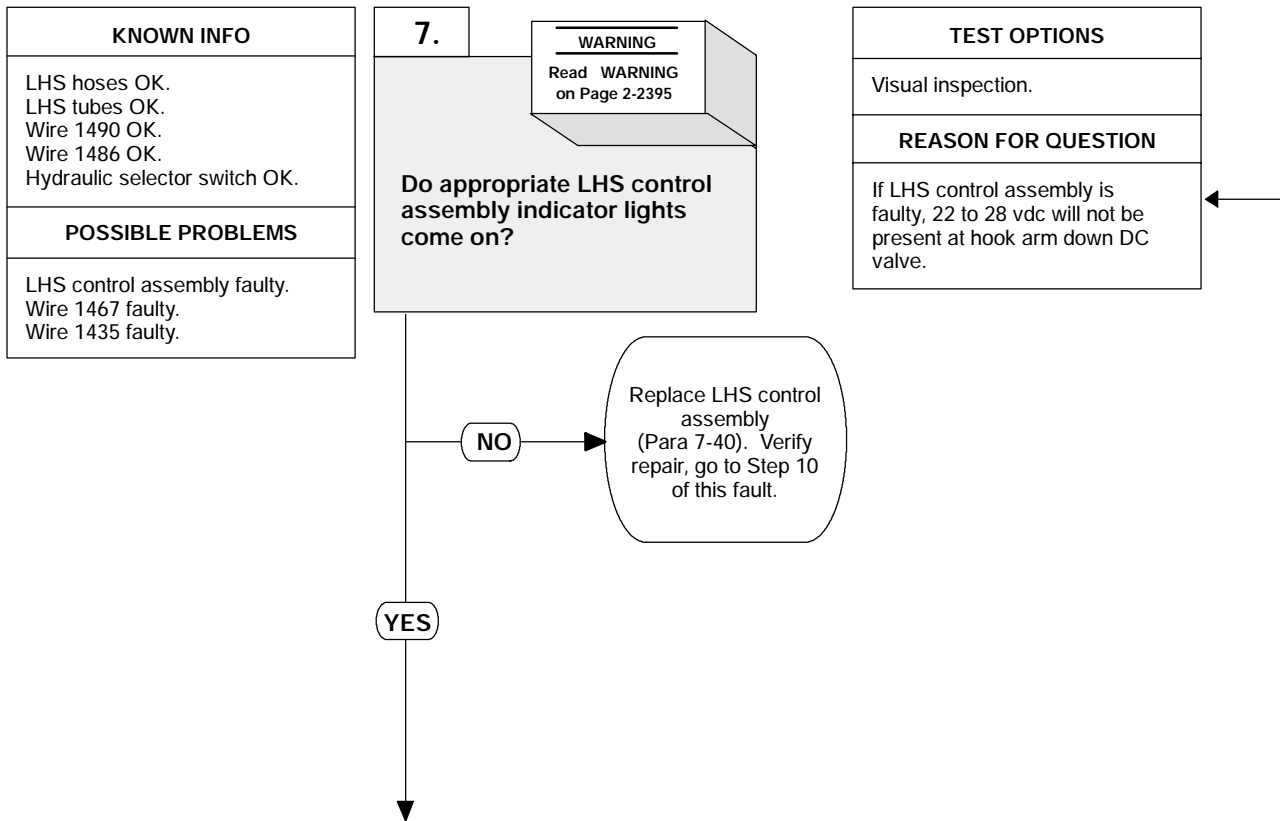 KNOWN INFO
LHS hoses OK.
LHS tubes OK.
Wire 1490 OK.
Wire 1486 OK.
Hydraulic selector switch OK.
POSSIBLE PROBLEMS
LHS control assembly faulty.
Wire 1467 faulty.
Wire 1435 faulty.
7.
WARNING
Read WARNING
on Page 2-2395
Do appropriate LHS control
assembly indicator lights
come on?
TEST OPTIONS
Visual inspection.
REASON FOR QUESTION
If LHS control assembly is
faulty, 22 to 28 vdc will not be
present at hook arm down DC
valve.
NO
Replace LHS control
assembly
(Para 7-40). Verify
repair, go to Step 10
of this fault.
YES